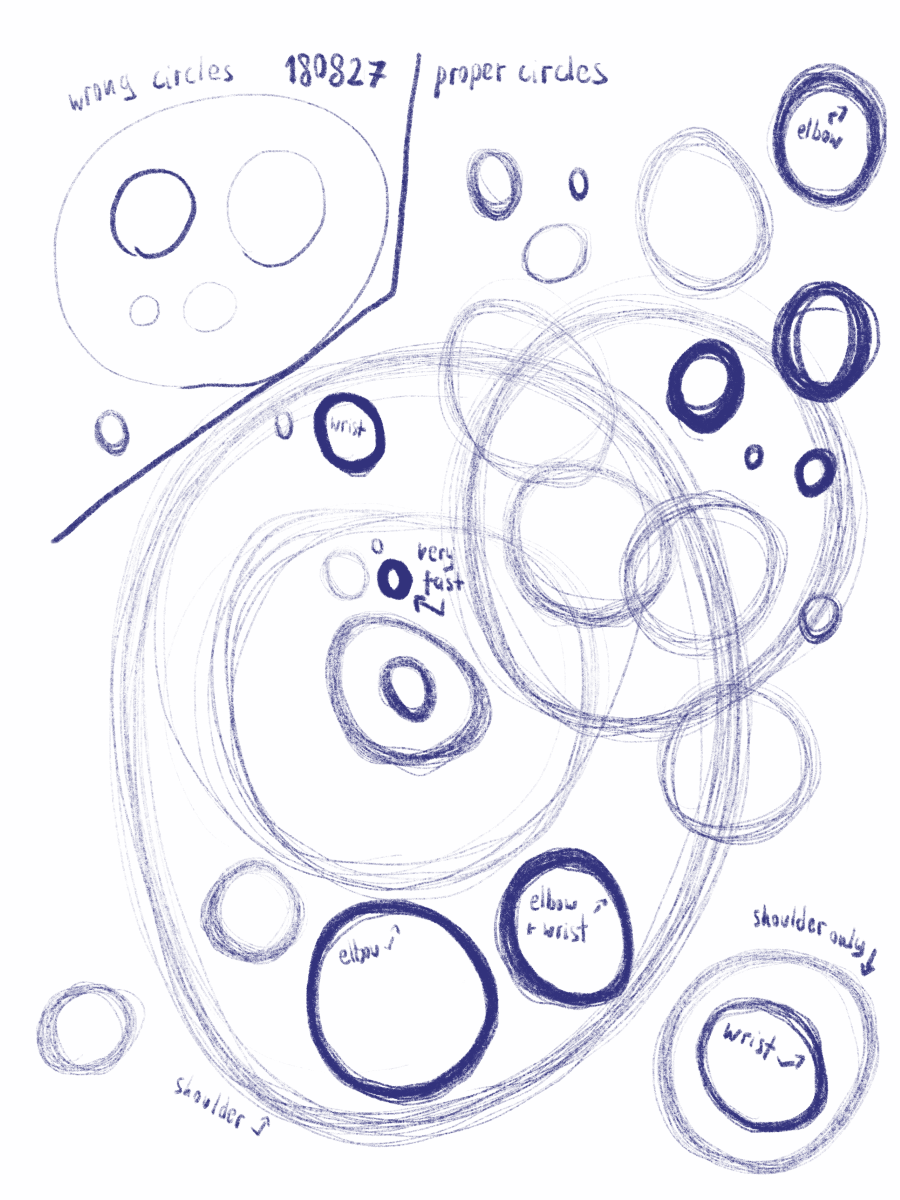 wrong circles
180827
proper circles
elbow
wrist
very
fast
elbow
+ wrist
elbow
shoulder only
wrist
shoulder